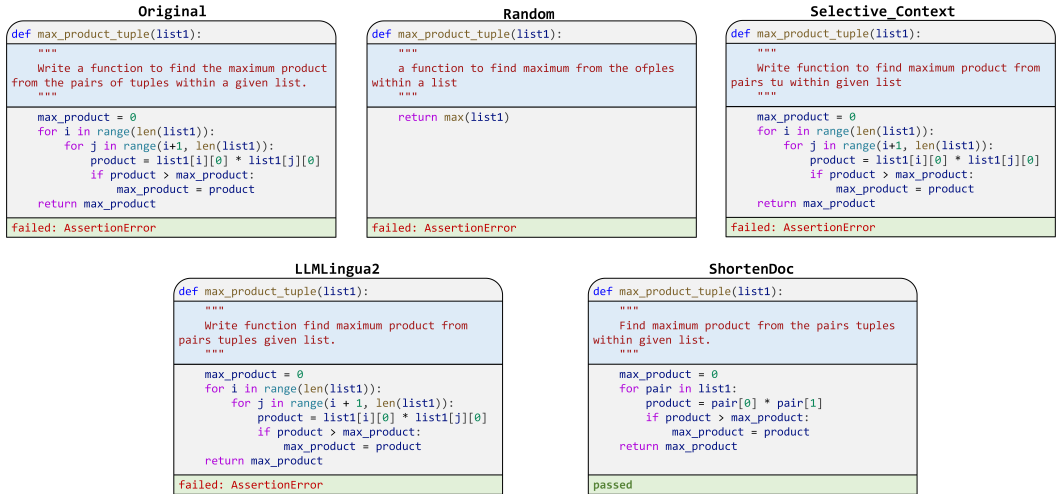 Original
def max_product_tuple(list1):
"""
Write a function to find the maximum product
from the pairs of tuples within a given list.
"""
max_product = 0
for i in range(len(list1)):
for j in range(i+1, len(list1)):
product = list1[i][0] * list1[j][0]
if product > max_product:
max_product = product
return max_product
failed: AssertionError
Random
def max_product_tuple(list1):
"""
a function to find maximum from the ofples
within a list
"""
return max(list1)
failed: AssertionError
Selective_Context
def max_product_tuple(list1):
"""
Write function to find maximum product from
pairs tu within given list
"""
max_product = 0
for i in range(len(list1)):
for j in range(i+1, len(list1)):
product = list1[i][0] * list1[j][0]
if product > max_product:
max_product = product
return max_product
failed: AssertionError
LLMLingua2
def max_product_tuple(list1):
"""
Write function find maximum product from
pairs tuples given list.
"""
max_product = 0
for i in range(len(list1)):
for j in range(i + 1, len(list1)):
product = list1[i][0] * list1[j][0]
if product > max_product:
max_product = product
return max_product
failed: AssertionError
ShortenDoc
def max_product_tuple(list1):
"""
Find maximum product from the pairs tuples
within given list.
"""
max_product = 0
for pair in list1:
product = pair[0] * pair[1]
if product > max_product:
max_product = product
return max_product
passed